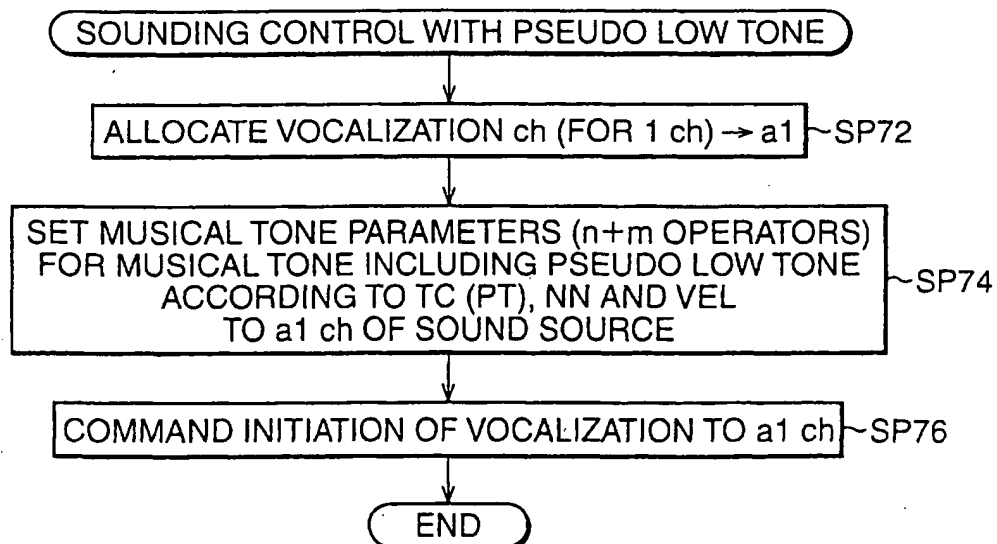 SOUNDING CONTROL WITH PSEUDO LOW TONE
ALLOCATE VOCALIZATION ch (FOR 1 ch) → a1
SP72
SET MUSICAL TONE PARAMETERS (n+m OPERATORS)
FOR MUSICAL TONE INCLUDING PSEUDO LOW TONE
ACCORDING TO TC (PT), NN AND VEL
TO a1 ch OF SOUND SOURCE
SP74
COMMAND INITIATION OF VOCALIZATION TO a1 ch
SP76
END